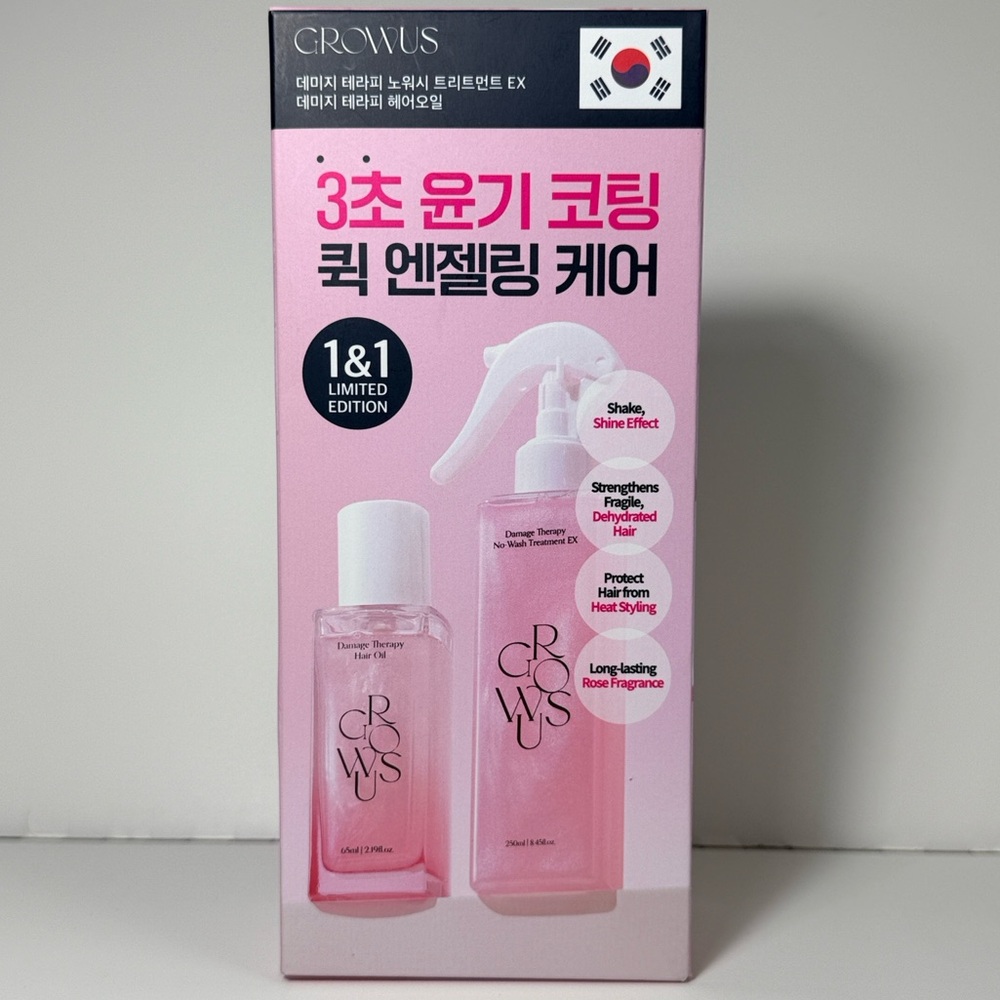 GROWUS
데미지 테라피 노워시 트리트먼트 EX
데미지 테라피 헤어오일
3초 윤기 코팅
퀵 엔젤링 케어
1&1
LIMITED
EDITION
Shake,
Shine Effect
Strengthens
Fragile,
Dehydrated
Hair
Protect
Hair from
Heat Styling
Long-lasting
Rose Fragrance
Damage Therapy
No-Wash Treatment EX
GROWUS
250ml | 8.45fl.oz.
Damage Therapy
Hair Oil
GROWUS
65ml | 2.19fl.oz.